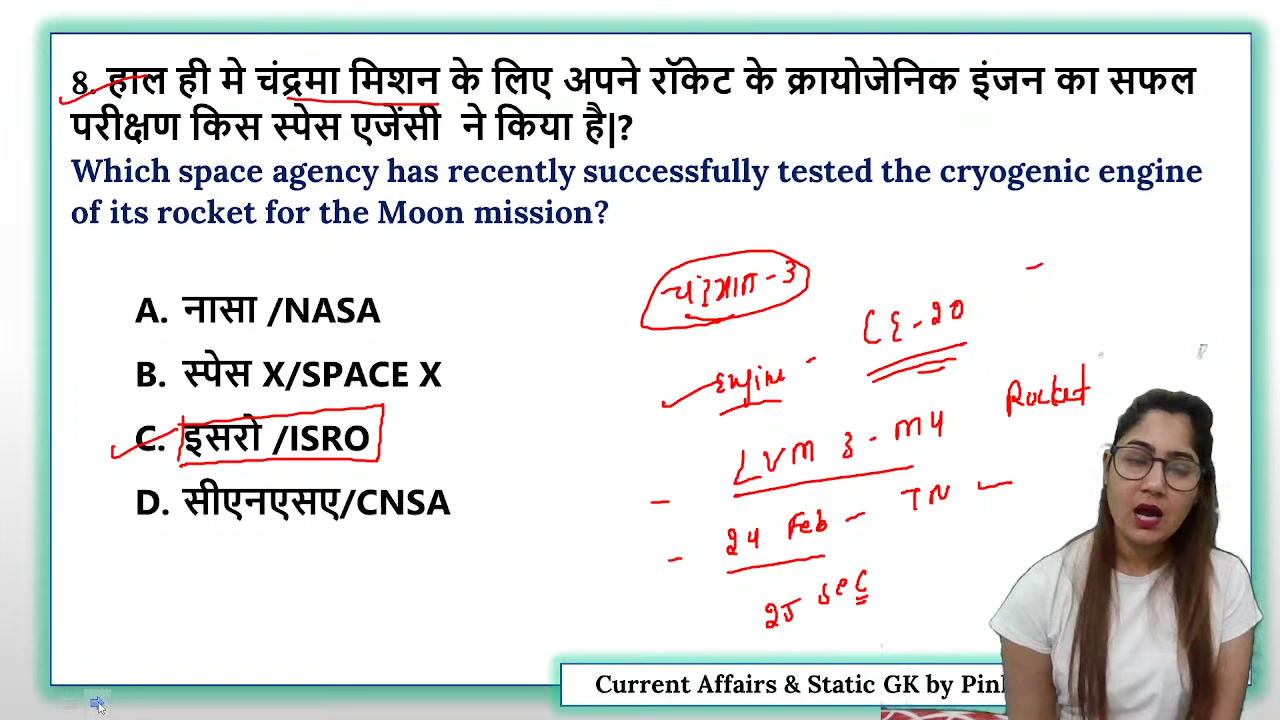 8. हाल ही मे चंद्रमा मिशन के लिए अपने रॉकेट के क्रायोजेनिक इंजन का सफल
परीक्षण किस स्पेस एजेंसी ने किया है|?
Which space agency has recently successfully tested the cryogenic engine
of its rocket for the Moon mission?
A. नासा /NASA
B. स्पेस X/SPACE X
C. इसरो /ISRO
D. सीएनएसए/CNSA
चंद्रयान-3
Engine - CE-20
LVM 3 - M4 Rocket
- 24 Feb - TN
25 sec
Current Affairs & Static GK by